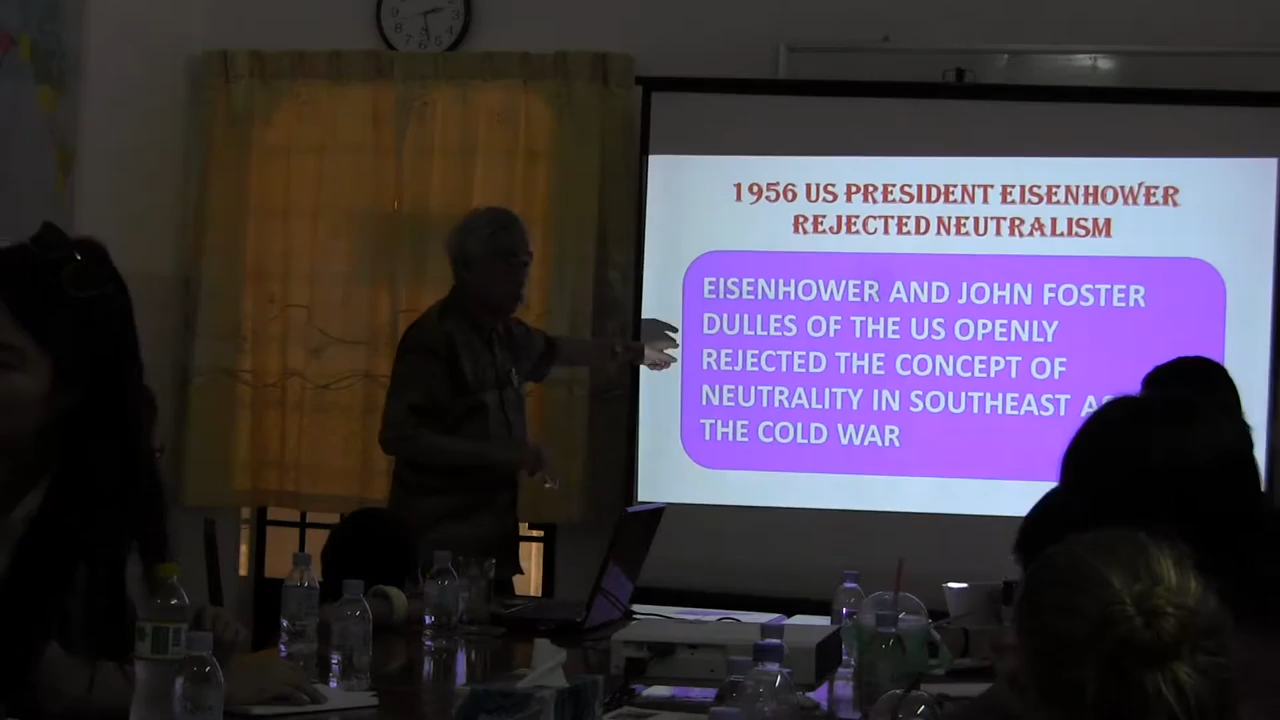 1956 US PRESIDENT EISENHOWER
REJECTED NEUTRALISM
EISENHOWER AND JOHN FOSTER
DULLES OF THE US OPENLY
REJECTED THE CONCEPT OF
NEUTRALITY IN SOUTHEAST
THE COLD WAR